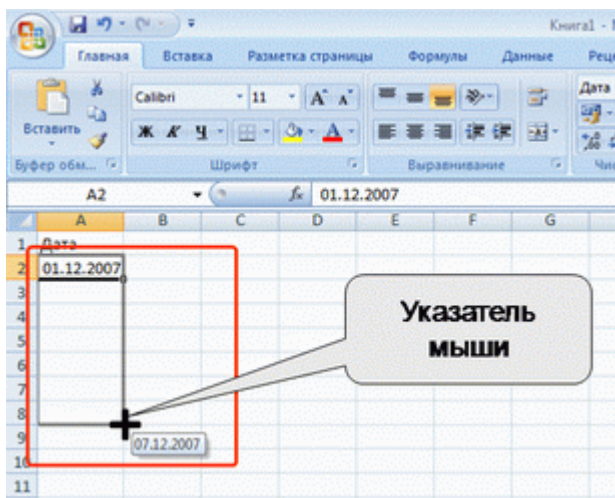 Книга1 -
Главная Вставка Разметка страницы Формулы Данные Реце
Вставить
Calibri 11 А А Дата
Ж К Ч А
Буфер обм... Шрифт Выравнивание Чи
A2 fx 01.12.2007
A B C D E F G
1 Дата
2 01.12.2007
3
4
5
6
7
8
9
10
11
Указатель
мыши
07.12.2007